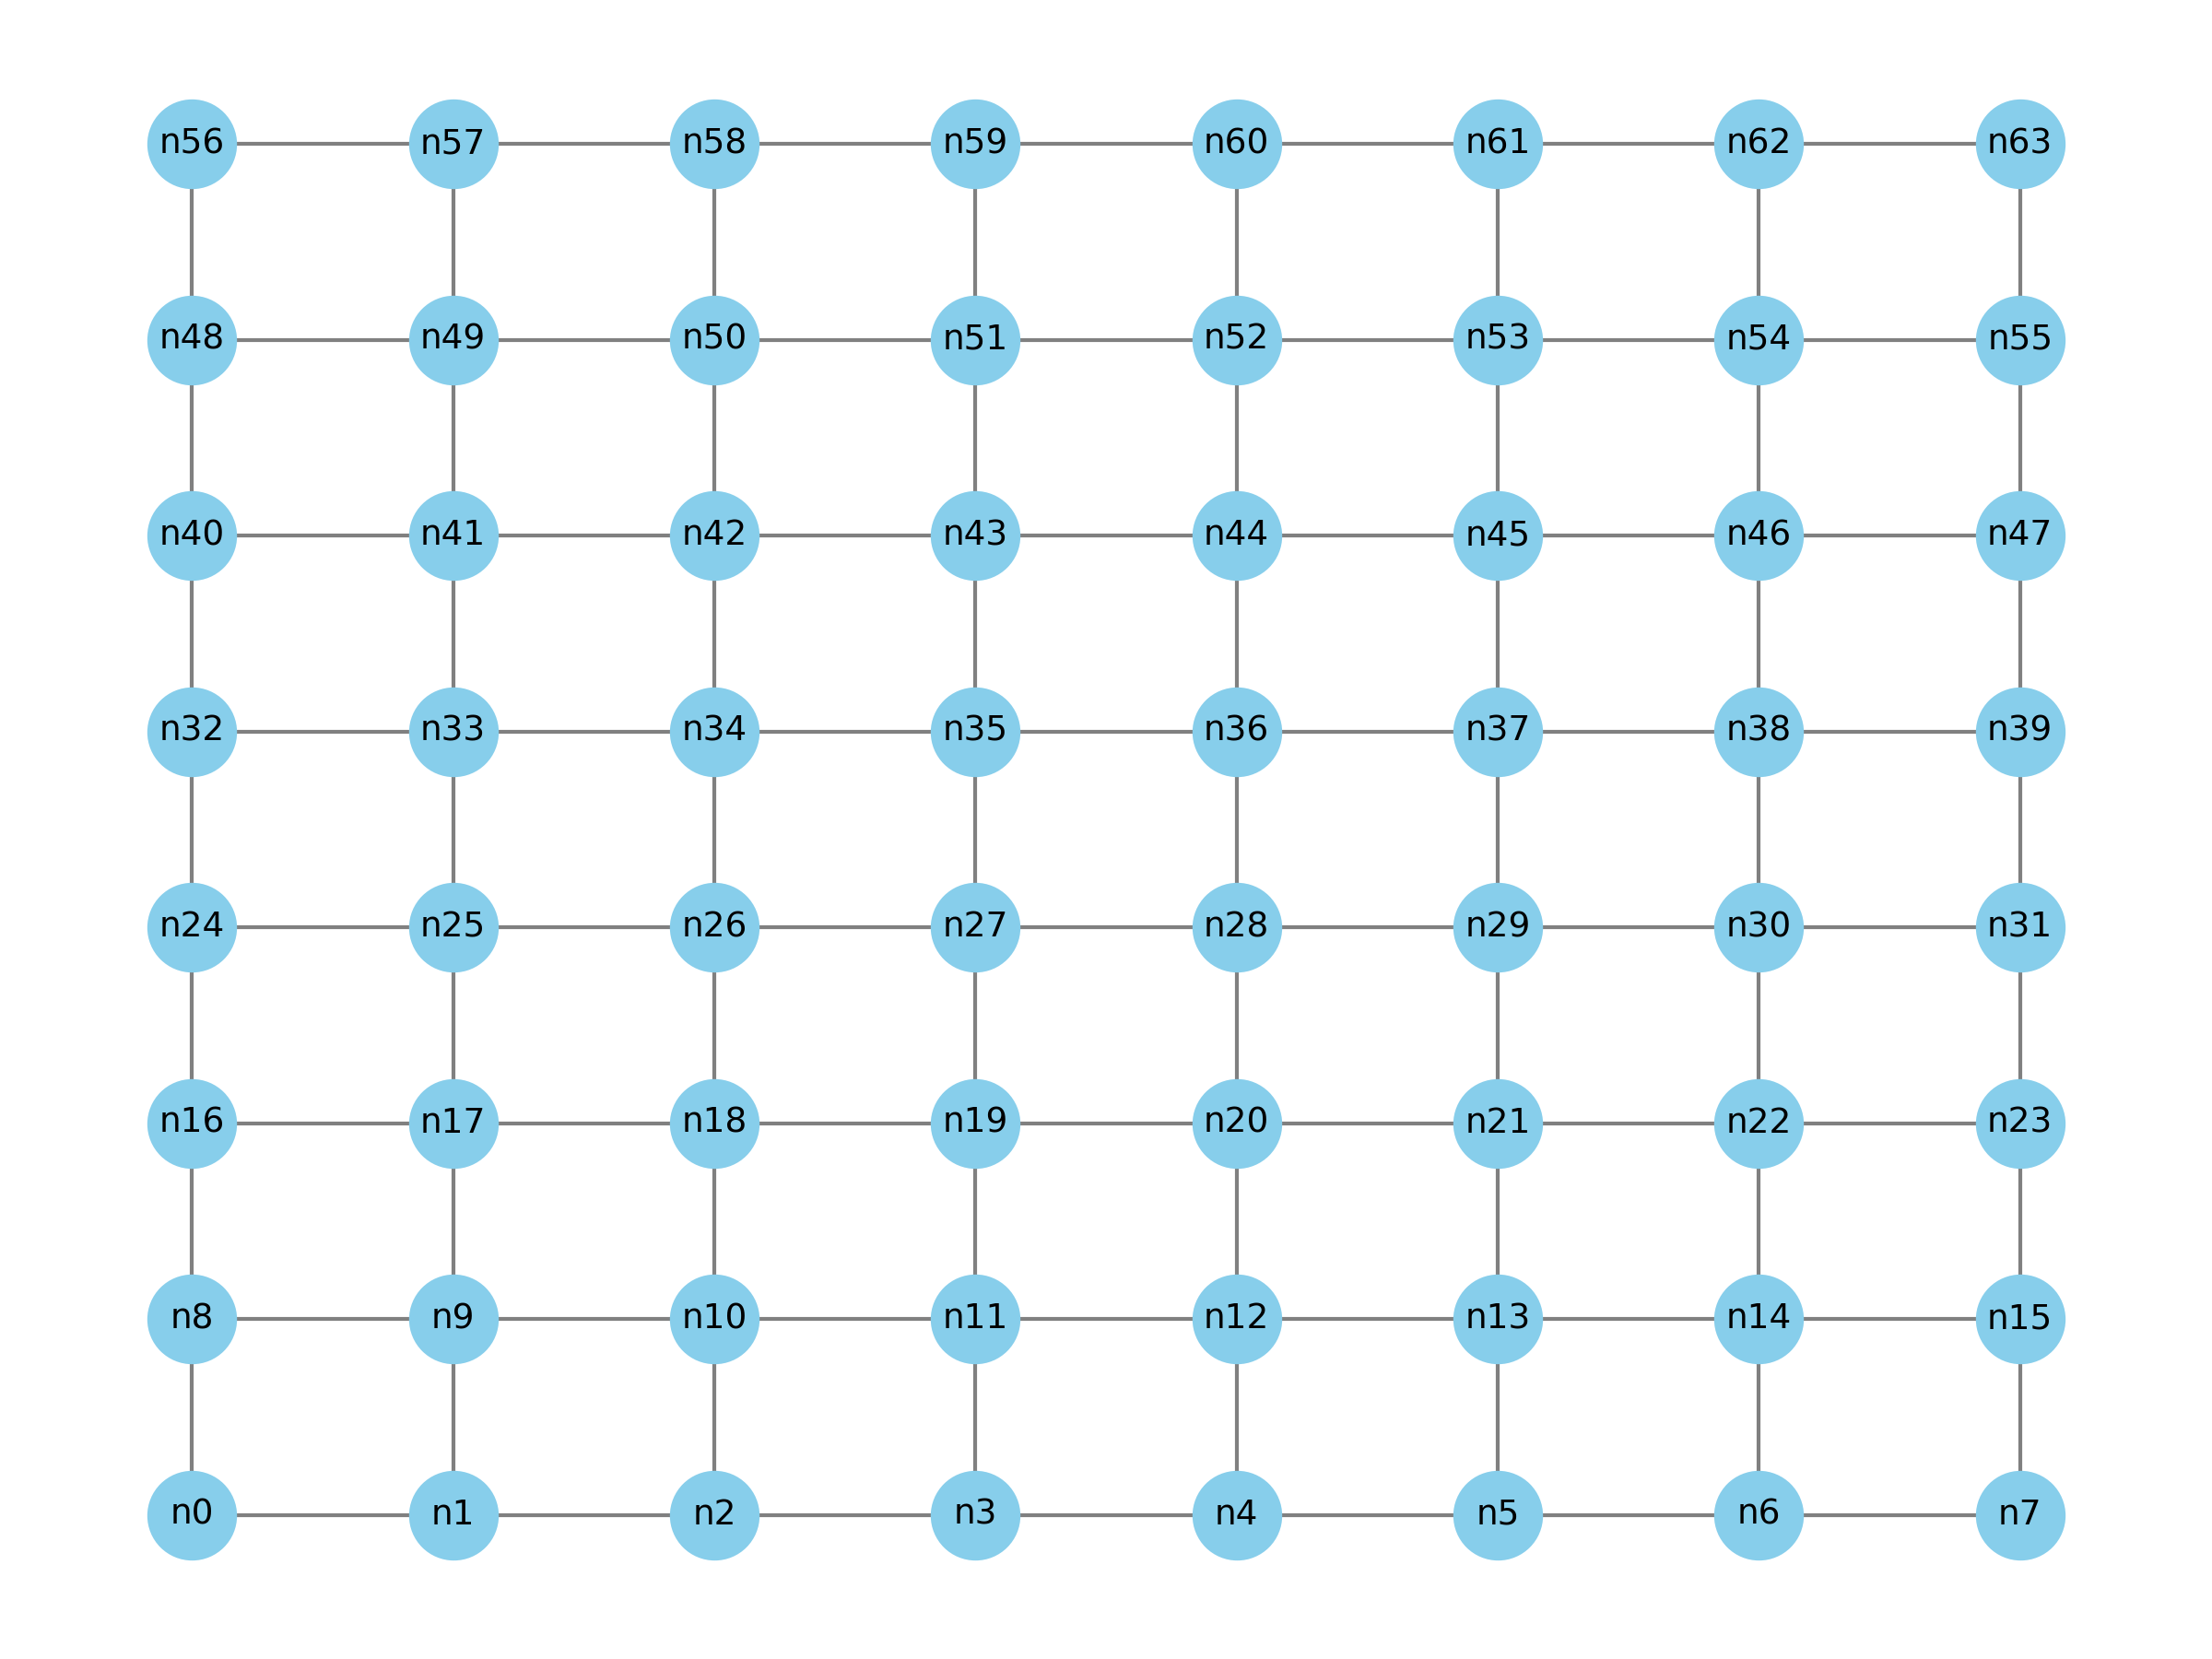 n56 n57 n58 n59 n60 n61 n62 n63
n48 n49 n50 n51 n52 n53 n54 n55
n40 n41 n42 n43 n44 n45 n46 n47
n32 n33 n34 n35 n36 n37 n38 n39
n24 n25 n26 n27 n28 n29 n30 n31
n16 n17 n18 n19 n20 n21 n22 n23
n8 n9 n10 n11 n12 n13 n14 n15
n0 n1 n2 n3 n4 n5 n6 n7